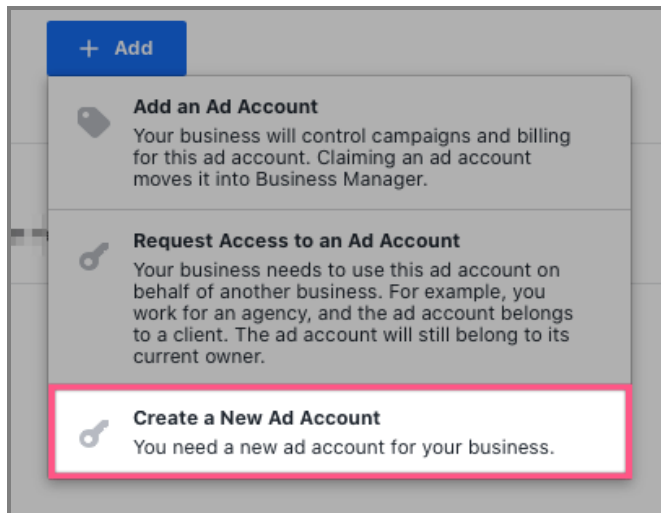 + Add
Add an Ad Account
Your business will control campaigns and billing
for this ad account. Claiming an ad account
moves it into Business Manager.
Request Access to an Ad Account
Your business needs to use this ad account on
behalf of another business. For example, you
work for an agency, and the ad account belongs
to a client. The ad account will still belong to its
current owner.
Create a New Ad Account
You need a new ad account for your business.